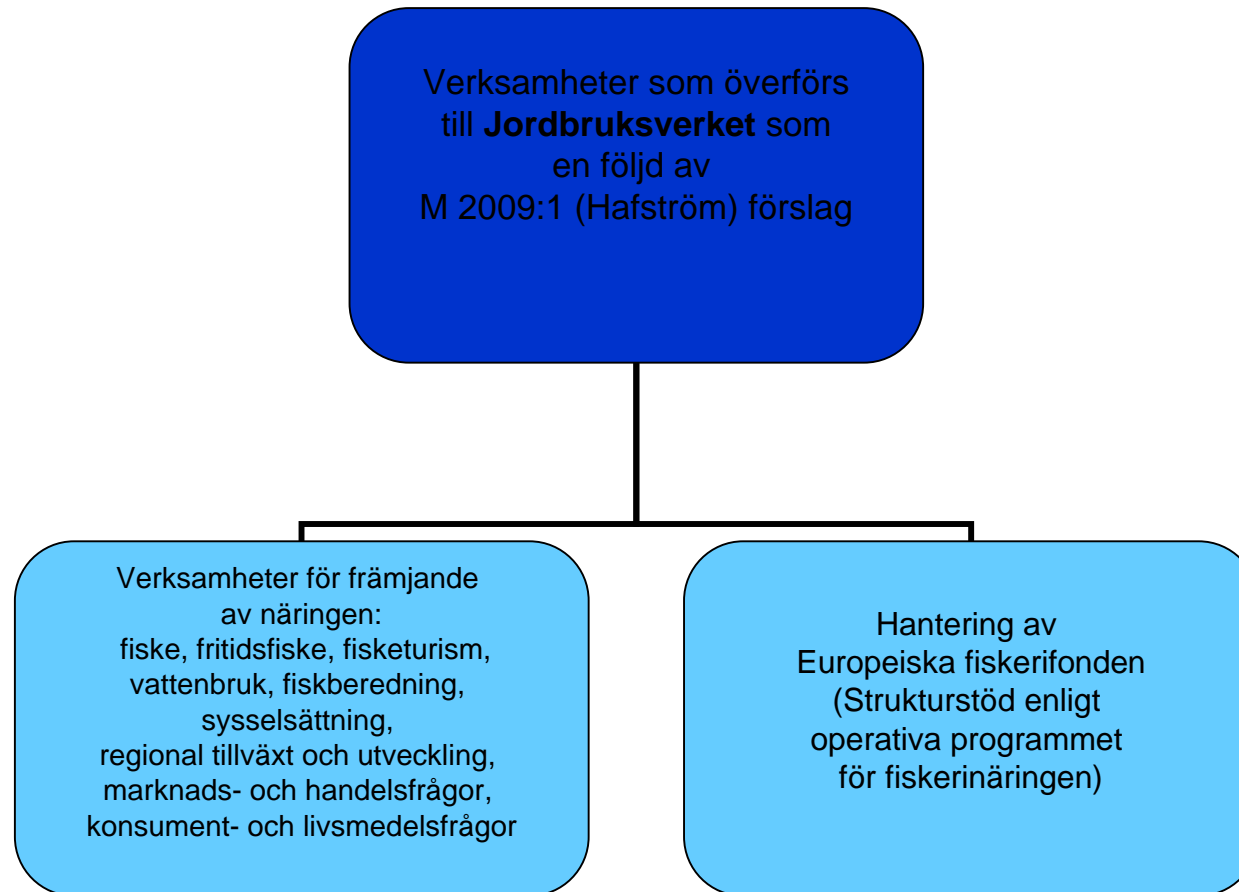 Verksamheter som överförs
till Jordbruksverket som
en följd av
M 2009:1 (Hafström) förslag
Verksamheter för främjande
av näringen:
fiske, fritidsfiske, fisketurism,
vattenbruk, fiskberedning,
sysselsättning,
regional tillväxt och utveckling,
marknads- och handelsfrågor,
konsument- och livsmedelsfrågor
Hantering av
Europeiska fiskerifonden
(Strukturstöd enligt
operativa programmet
för fiskerinäringen)